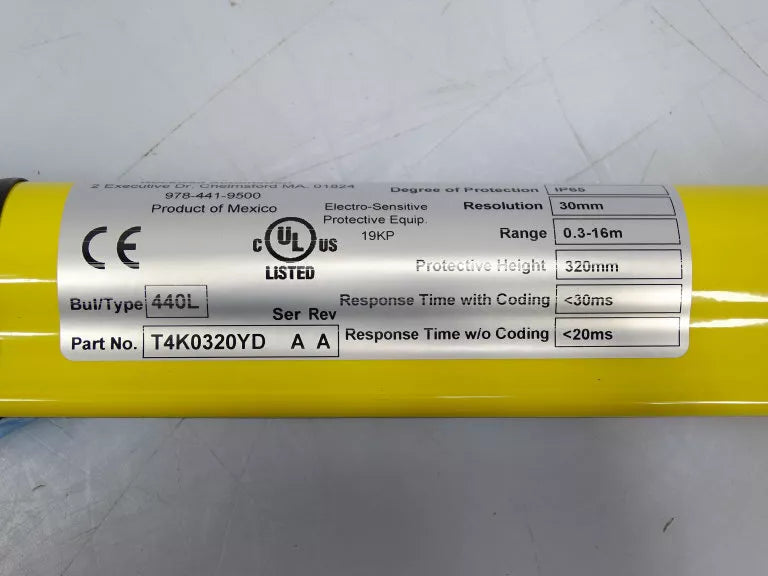 2 Executive Dr. Chelmsford MA. 01824
978-441-9500
Product of Mexico
CE
C UL US
LISTED
Electro-Sensitive
Protective Equip.
19KP
Bul/Type 440L
Ser Rev
Part No. T4K0320YD A A
Degree of Protection
Resolution 30mm
Range 0.3-16m
Protective Height 320mm
Response Time with Coding <30ms
Response Time w/o Coding <20ms